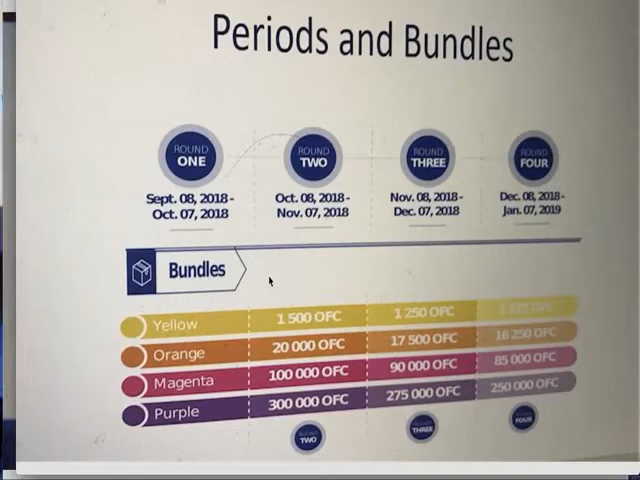 Periods and Bundles
ROUND ONE
ROUND TWO
ROUND THREE
ROUND FOUR
Sept. 08, 2018 - Oct. 07, 2018
Oct. 08, 2018 - Nov. 07, 2018
Nov. 08, 2018 - Dec. 07, 2018
Dec. 08, 2018 - Jan. 07, 2019
Bundles
Yellow 1 500 OFC 1 250 OFC
Orange 20 000 OFC 17 500 OFC 16 250 OFC
Magenta 100 000 OFC 90 000 OFC 85 000 OFC
Purple 300 000 OFC 275 000 OFC 250 000 OFC
TWO
THREE
FOUR